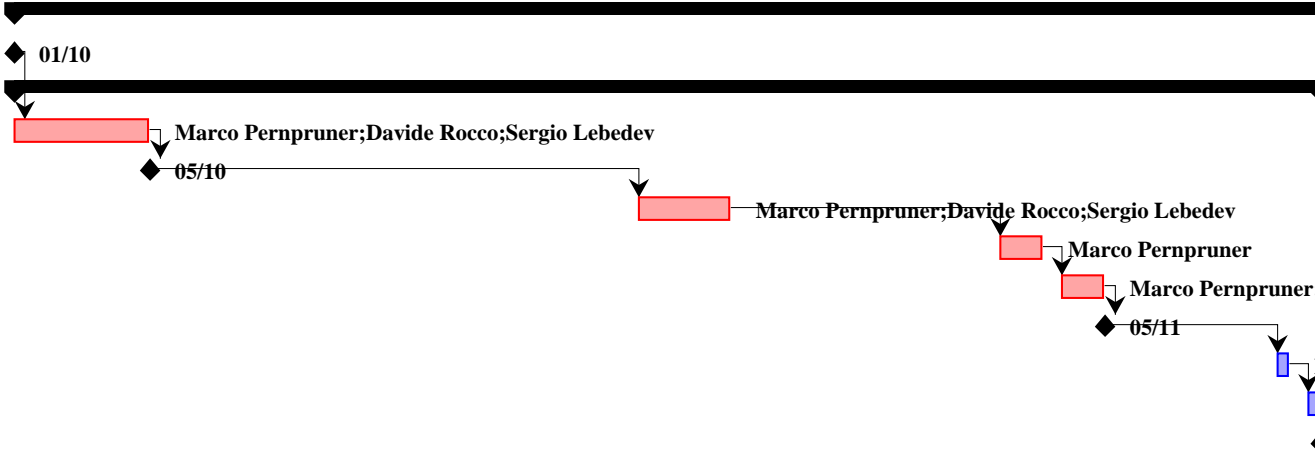 01/10
Marco Pernpruner;Davide Rocco;Sergio Lebedev
05/10
Marco Pernpruner;Davide Rocco;Sergio Lebedev
Marco Pernpruner
Marco Pernpruner
05/11